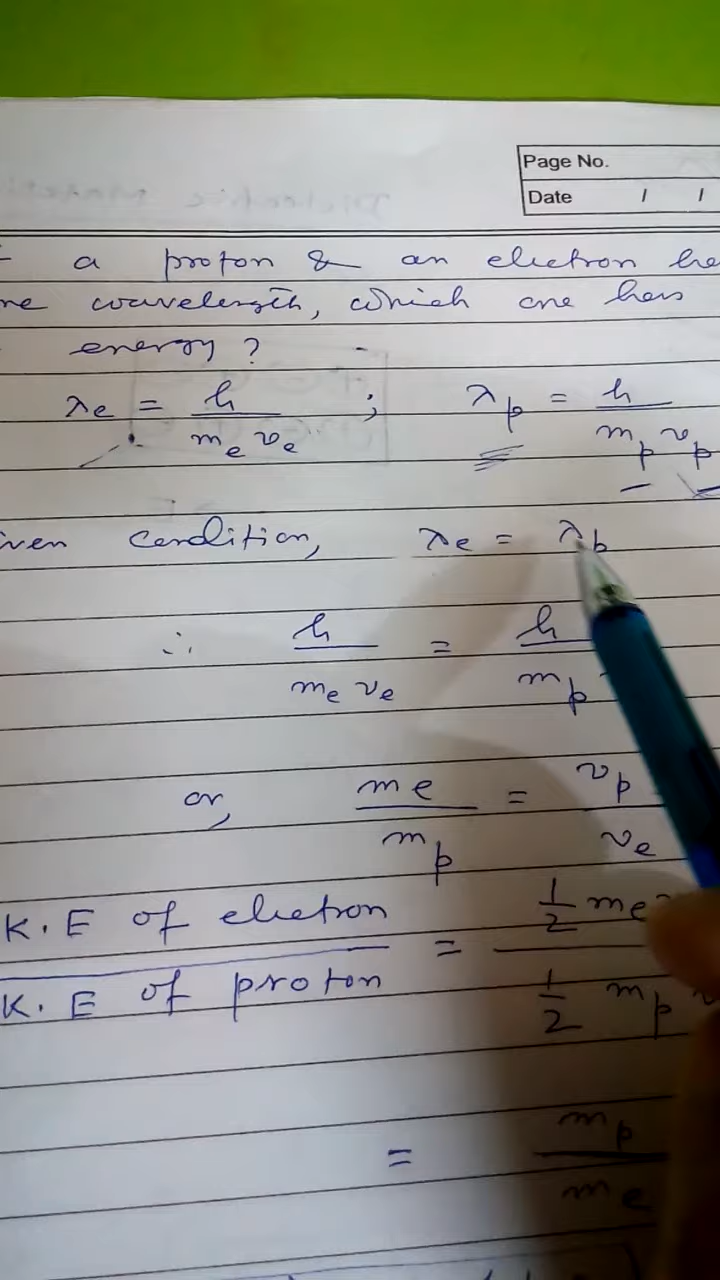 Page No.
Date / /
a proton & an electron ha
wavelength, which one has
energy?
λe = h / me ve ; λp = h / mp vp
ven condition, λe = λp
∴ h / me ve = h / mp
or, me / mp = vp / ve
K.E of electron / K.E of proton = 1/2 me / 1/2 mp v
= mp / me